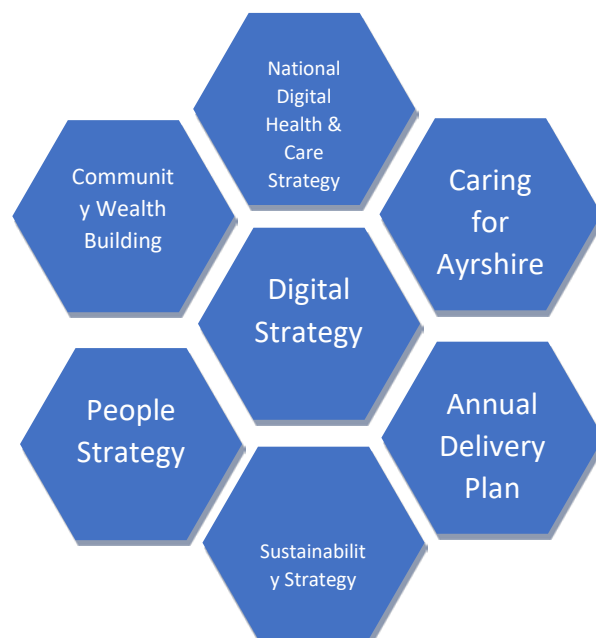 National
Digital
Health &
Care
Strategy
Communit
y Wealth
Building
Caring
for
Ayrshire
Digital
Strategy
People
Strategy
Annual
Delivery
Plan
Sustainabilit
y Strategy